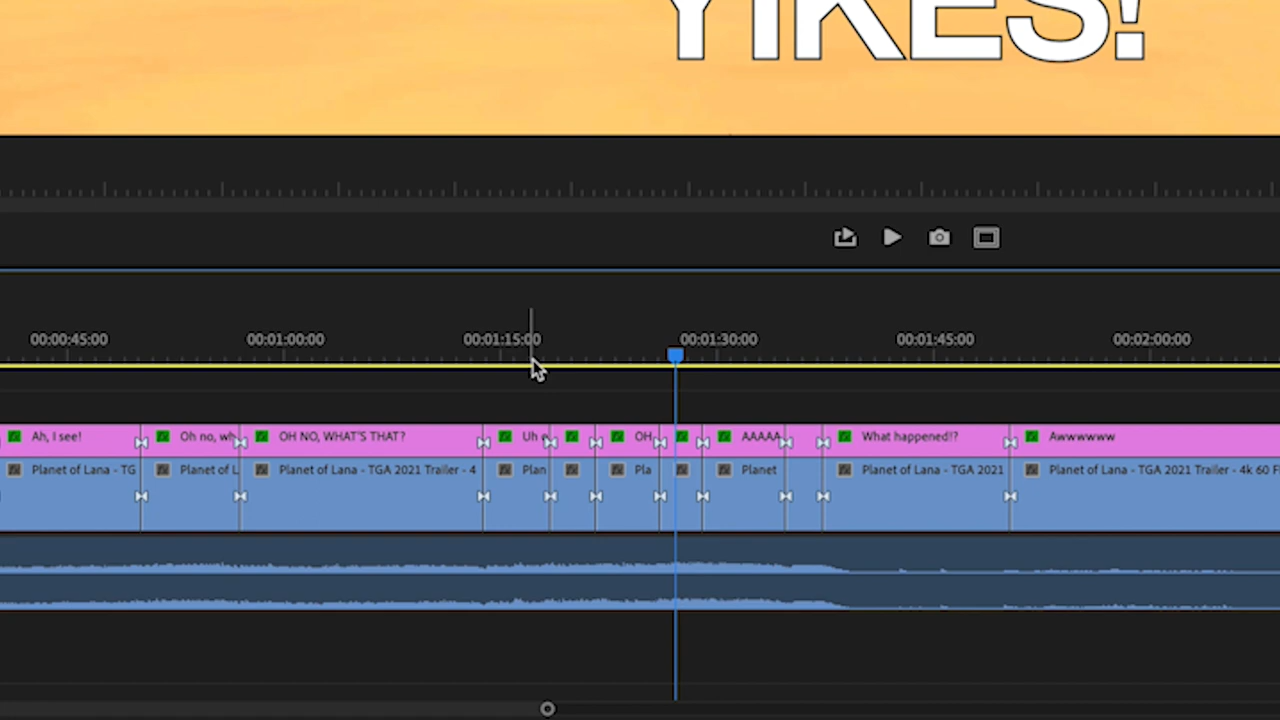 YIKES!
00:00:45:00 00:01:00:00 00:01:15:00 00:01:30:00 00:01:45:00 00:02:00:00
Ah, I see! Oh no, wh OH NO, WHAT'S THAT? Uh OH, AAAAA What happened!? Awwwwww
Planet of Lana - TG Planet of L Planet of Lana - TGA 2021 Trailer - 4 Plan Pla Planet Planet of Lana - TGA 2021 Planet of Lana - TGA 2021 Trailer - 4k 60 F